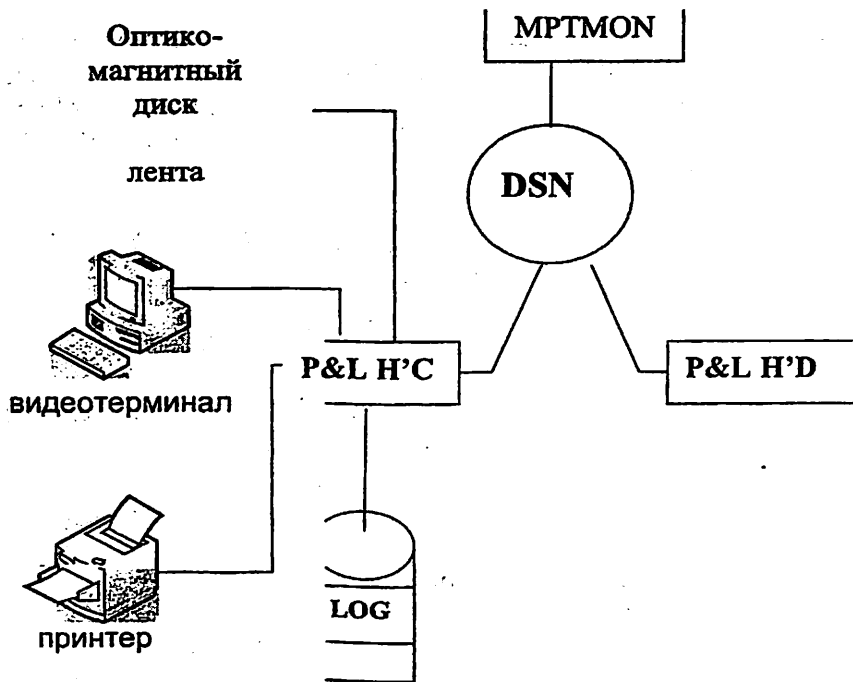 Оптико-
магнитный
диск
лента
MPTMON
DSN
видеотерминал
P&L H'C
P&L H'D
LOG
принтер